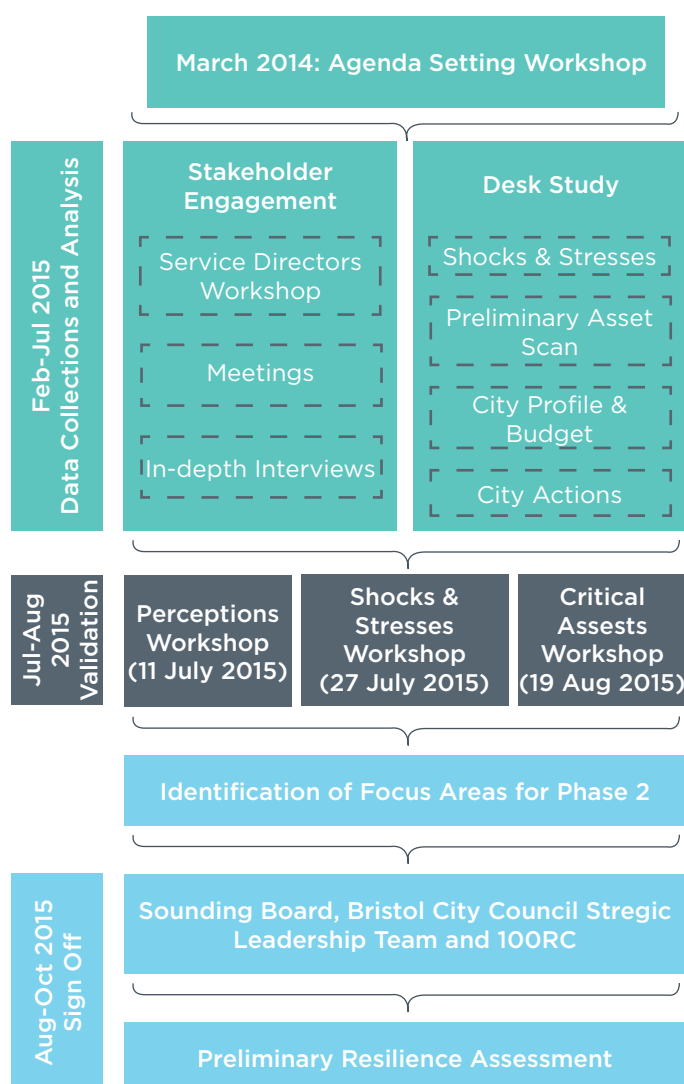 March 2014: Agenda Setting Workshop
Feb-Jul 2015
Data Collections and Analysis
Stakeholder
Engagement
Service Directors
Workshop
Meetings
In-depth Interviews
Desk Study
Shocks & Stresses
Preliminary Asset
Scan
City Profile &
Budget
City Actions
Jul-Aug
2015
Validation
Perceptions
Workshop
(11 July 2015)
Shocks &
Stresses
Workshop
(27 July 2015)
Critical
Assests
Workshop
(19 Aug 2015)
Identification of Focus Areas for Phase 2
Aug-Oct 2015
Sign Off
Sounding Board, Bristol City Council Stregic
Leadership Team and 100RC
Preliminary Resilience Assessment